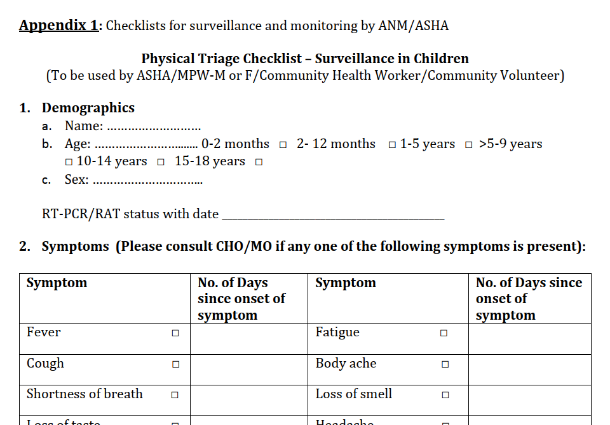 Appendix 1: Checklists for surveillance and monitoring by ANM/ASHA
Physical Triage Checklist – Surveillance in Children
(To be used by ASHA/MPW-M or F/Community Health Worker/Community Volunteer)
1. Demographics
a. Name: ............................
b. Age: ............................... 0-2 months □ 2- 12 months □ 1-5 years □ >5-9 years
□ 10-14 years □ 15-18 years □
c. Sex: .................................
RT-PCR/RAT status with date ______________________________
2. Symptoms (Please consult CHO/MO if any one of the following symptoms is present):
Symptom No. of Days since onset of symptom Symptom No. of Days since onset of symptom
Fever □ Fatigue □
Cough □ Body ache □
Shortness of breath □ Loss of smell □
Loss of taste □ Headache □